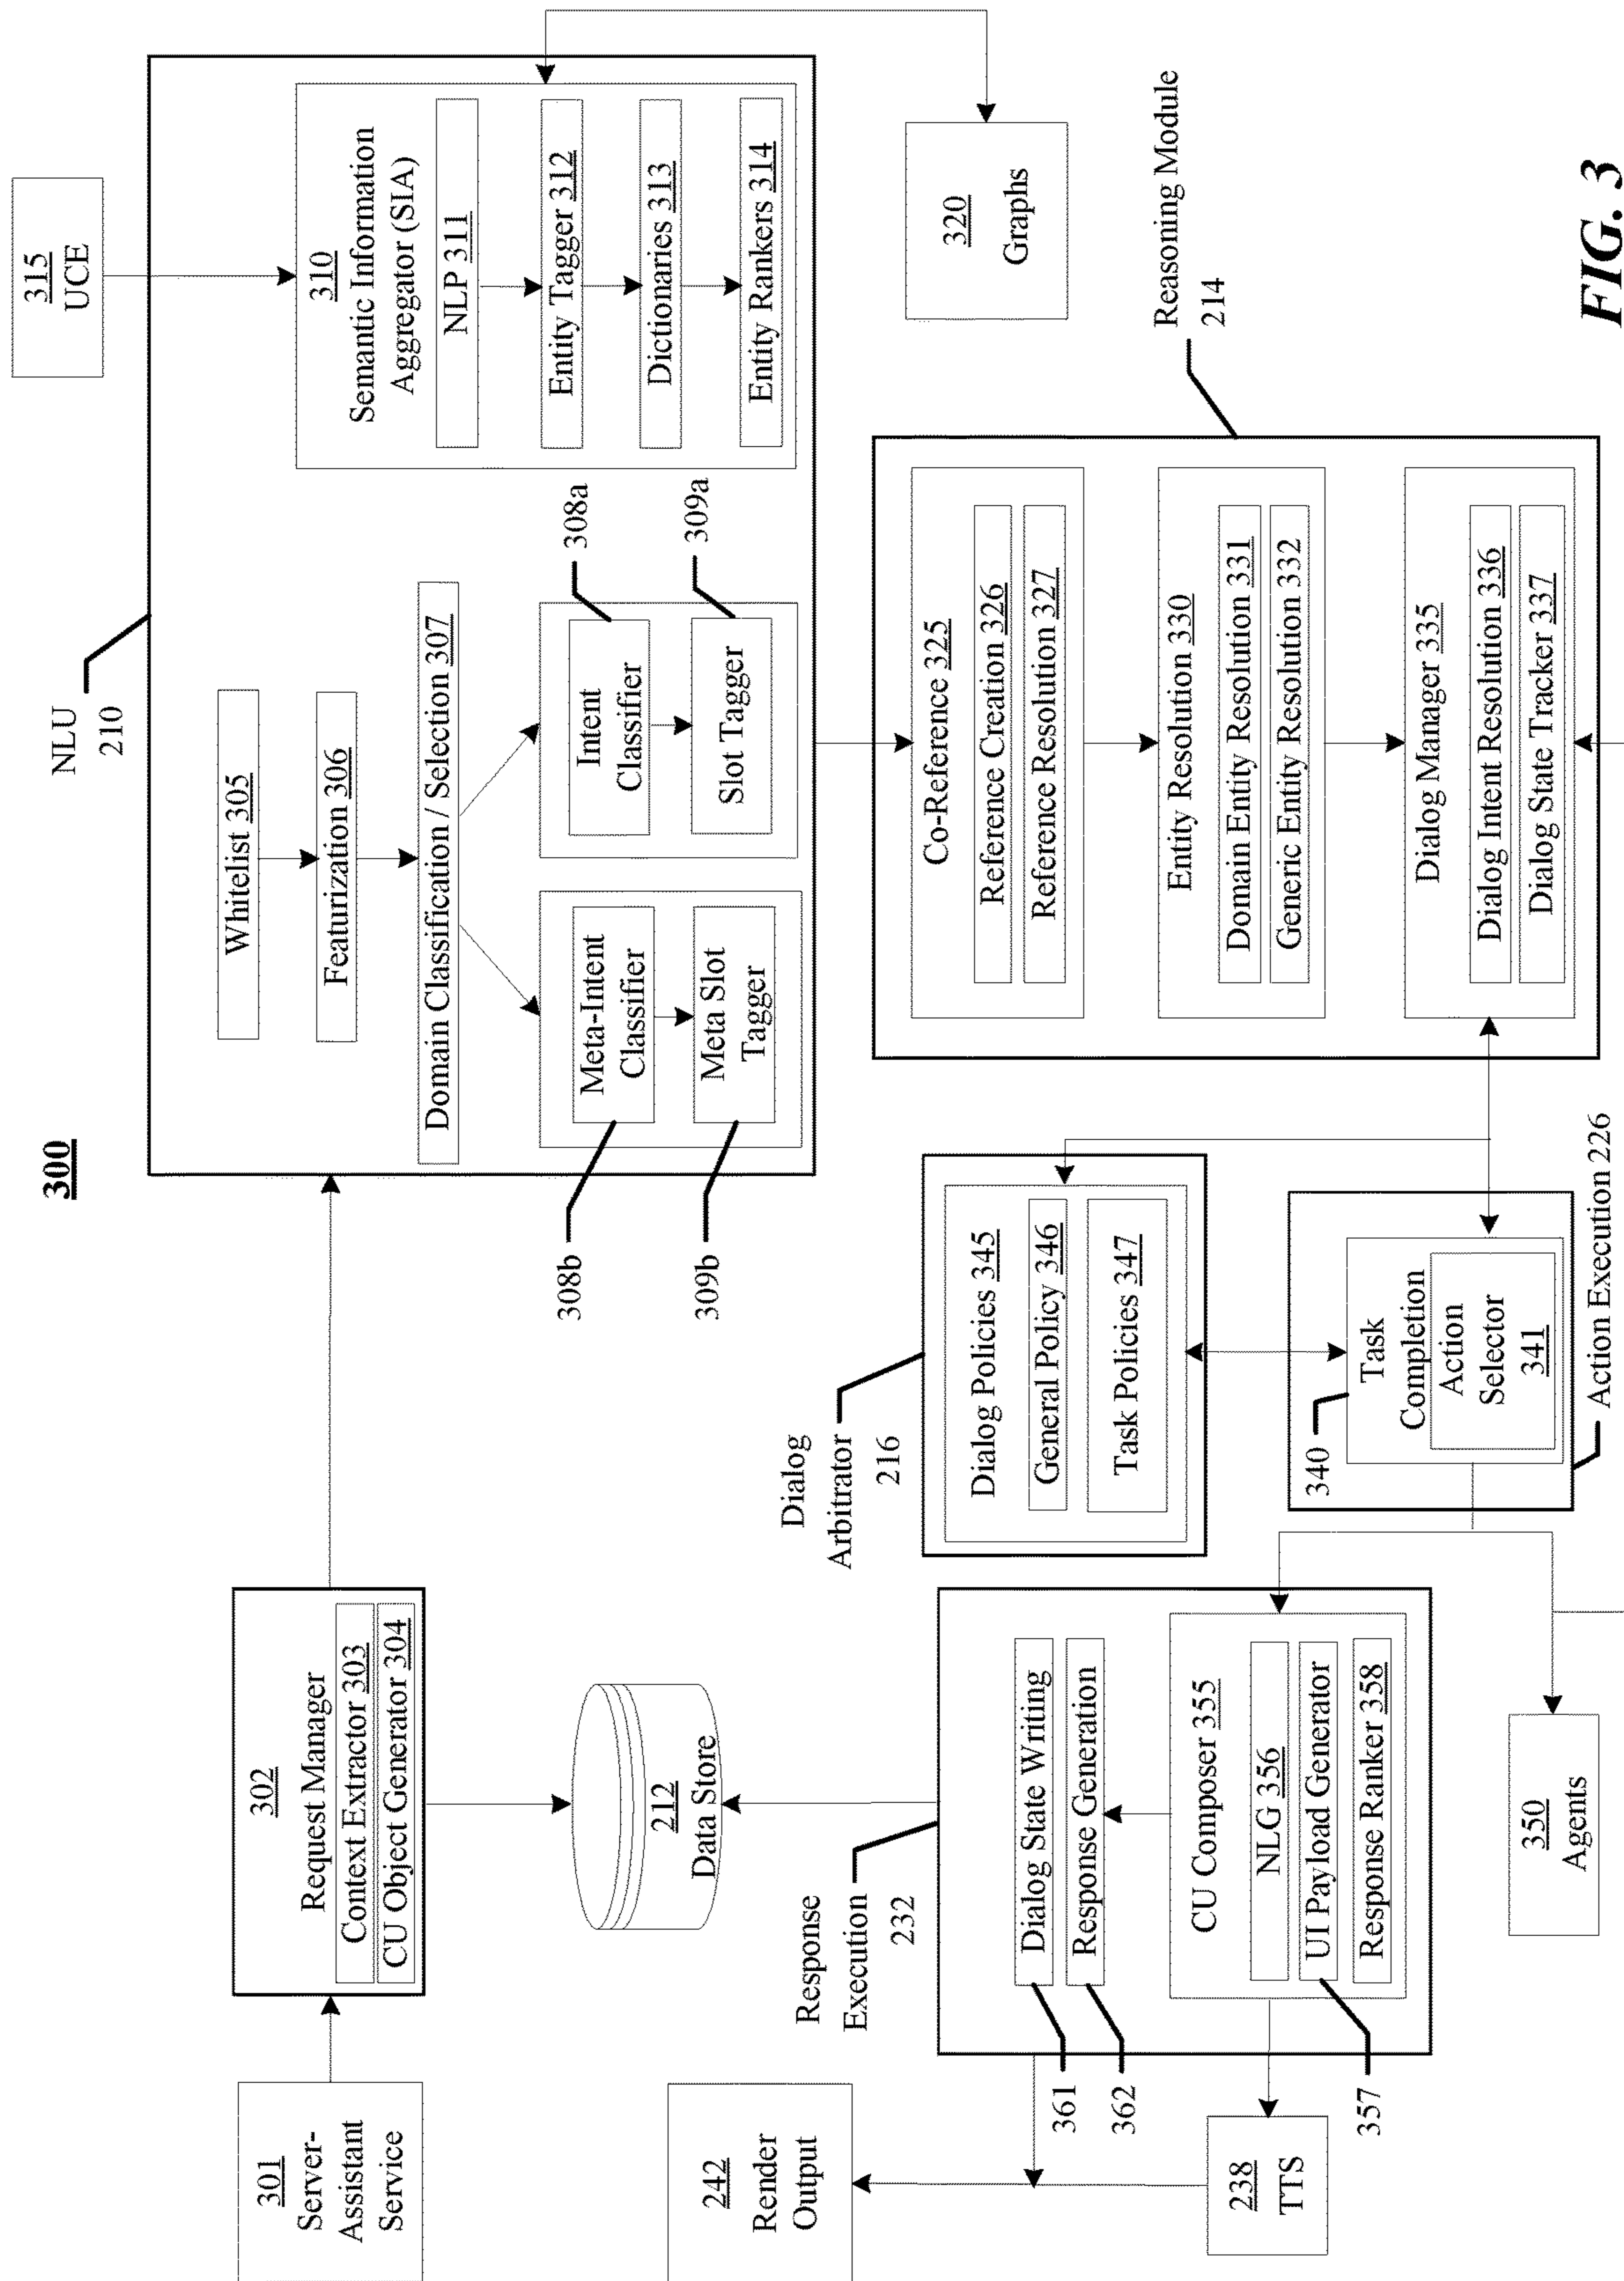 300
301
Server-
Assistant
Service
302
Request Manager
Context Extractor 303
CU Object Generator 304
212
Data Store
NLU
210
Whitelist 305
Featurization 306
Domain Classification / Selection 307
Meta-Intent
Classifier
Meta Slot
Tagger
308b
309b
Intent
Classifier
Slot Tagger
308a
309a
310
Semantic Information
Aggregator (SIA)
NLP 311
Entity Tagger 312
Dictionaries 313
Entity Rankers 314
315
UCE
320
Graphs
Reasoning Module
214
Co-Reference 325
Reference Creation 326
Reference Resolution 327
Entity Resolution 330
Domain Entity Resolution 331
Generic Entity Resolution 332
Dialog Manager 335
Dialog Intent Resolution 336
Dialog State Tracker 337
Dialog
Arbitrator
216
Dialog Policies 345
General Policy 346
Task Policies 347
340
Task
Completion
Action
Selector
341
Action Execution 226
Response
Execution
232
Dialog State Writing
Response Generation
CU Composer 355
NLG 356
UI Payload Generator
Response Ranker 358
361
362
357
242
Render
Output
238
TTS
350
Agents
FIG. 3